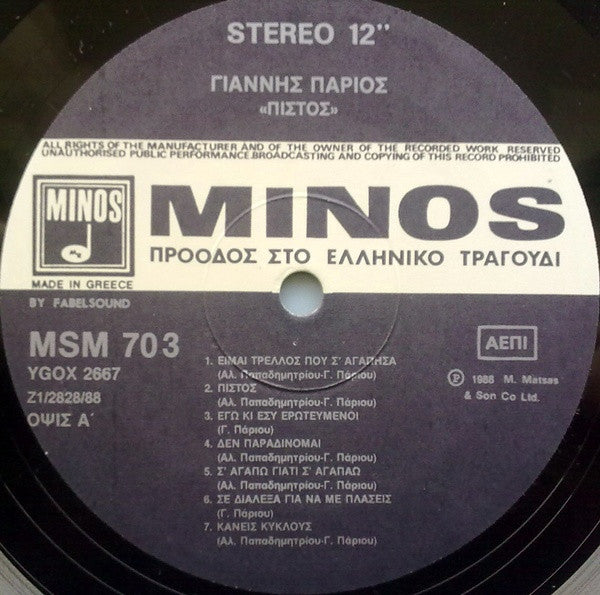 STEREO 12''
ΓΙΑΝΝΗΣ ΠΑΡΙΟΣ
«ΠΙΣΤΟΣ»
ALL RIGHTS OF THE MANUFACTURER AND OF THE OWNER OF THE RECORDED WORK RESERVED
UNAUTHORISED PUBLIC PERFORMANCE BROADCASTING AND COPYING OF THIS RECORD PROHIBITED
MINOS
MINOS
ΠΡΟΟΔΟΣ ΣΤΟ ΕΛΛΗΝΙΚΟ ΤΡΑΓΟΥΔΙ
MADE IN GREECE
BY FABELSOUND
MSM 703
YGOX 2667
Z1/2828/88
ΟΨΙΣ Α΄
ΑΕΠΙ
Ⓟ 1988 M. Matsas
& Son Co Ltd.
1. ΕΙΜΑΙ ΤΡΕΛΛΟΣ ΠΟΥ Σ' ΑΓΑΠΗΣΑ
(Αλ. Παπαδημητρίου-Γ. Πάριου)
2. ΠΙΣΤΟΣ
(Αλ. Παπαδημητρίου-Γ. Πάριου)
3. ΕΓΩ ΚΙ ΕΣΥ ΕΡΩΤΕΥΜΕΝΟΙ
(Γ. Πάριου)
4. ΔΕΝ ΠΑΡΑΔΙΝΟΜΑΙ
(Αλ. Παπαδημητρίου-Γ. Πάριου)
5. Σ' ΑΓΑΠΩ ΓΙΑΤΙ Σ' ΑΓΑΠΑΩ
(Αλ. Παπαδημητρίου-Γ. Πάριου)
6. ΣΕ ΔΙΑΛΕΞΑ ΓΙΑ ΝΑ ΜΕ ΠΛΑΣΕΙΣ
(Γ. Πάριου)
7. ΚΑΝΕΙΣ ΚΥΚΛΟΥΣ
(Αλ. Παπαδημητρίου-Γ. Πάριου)